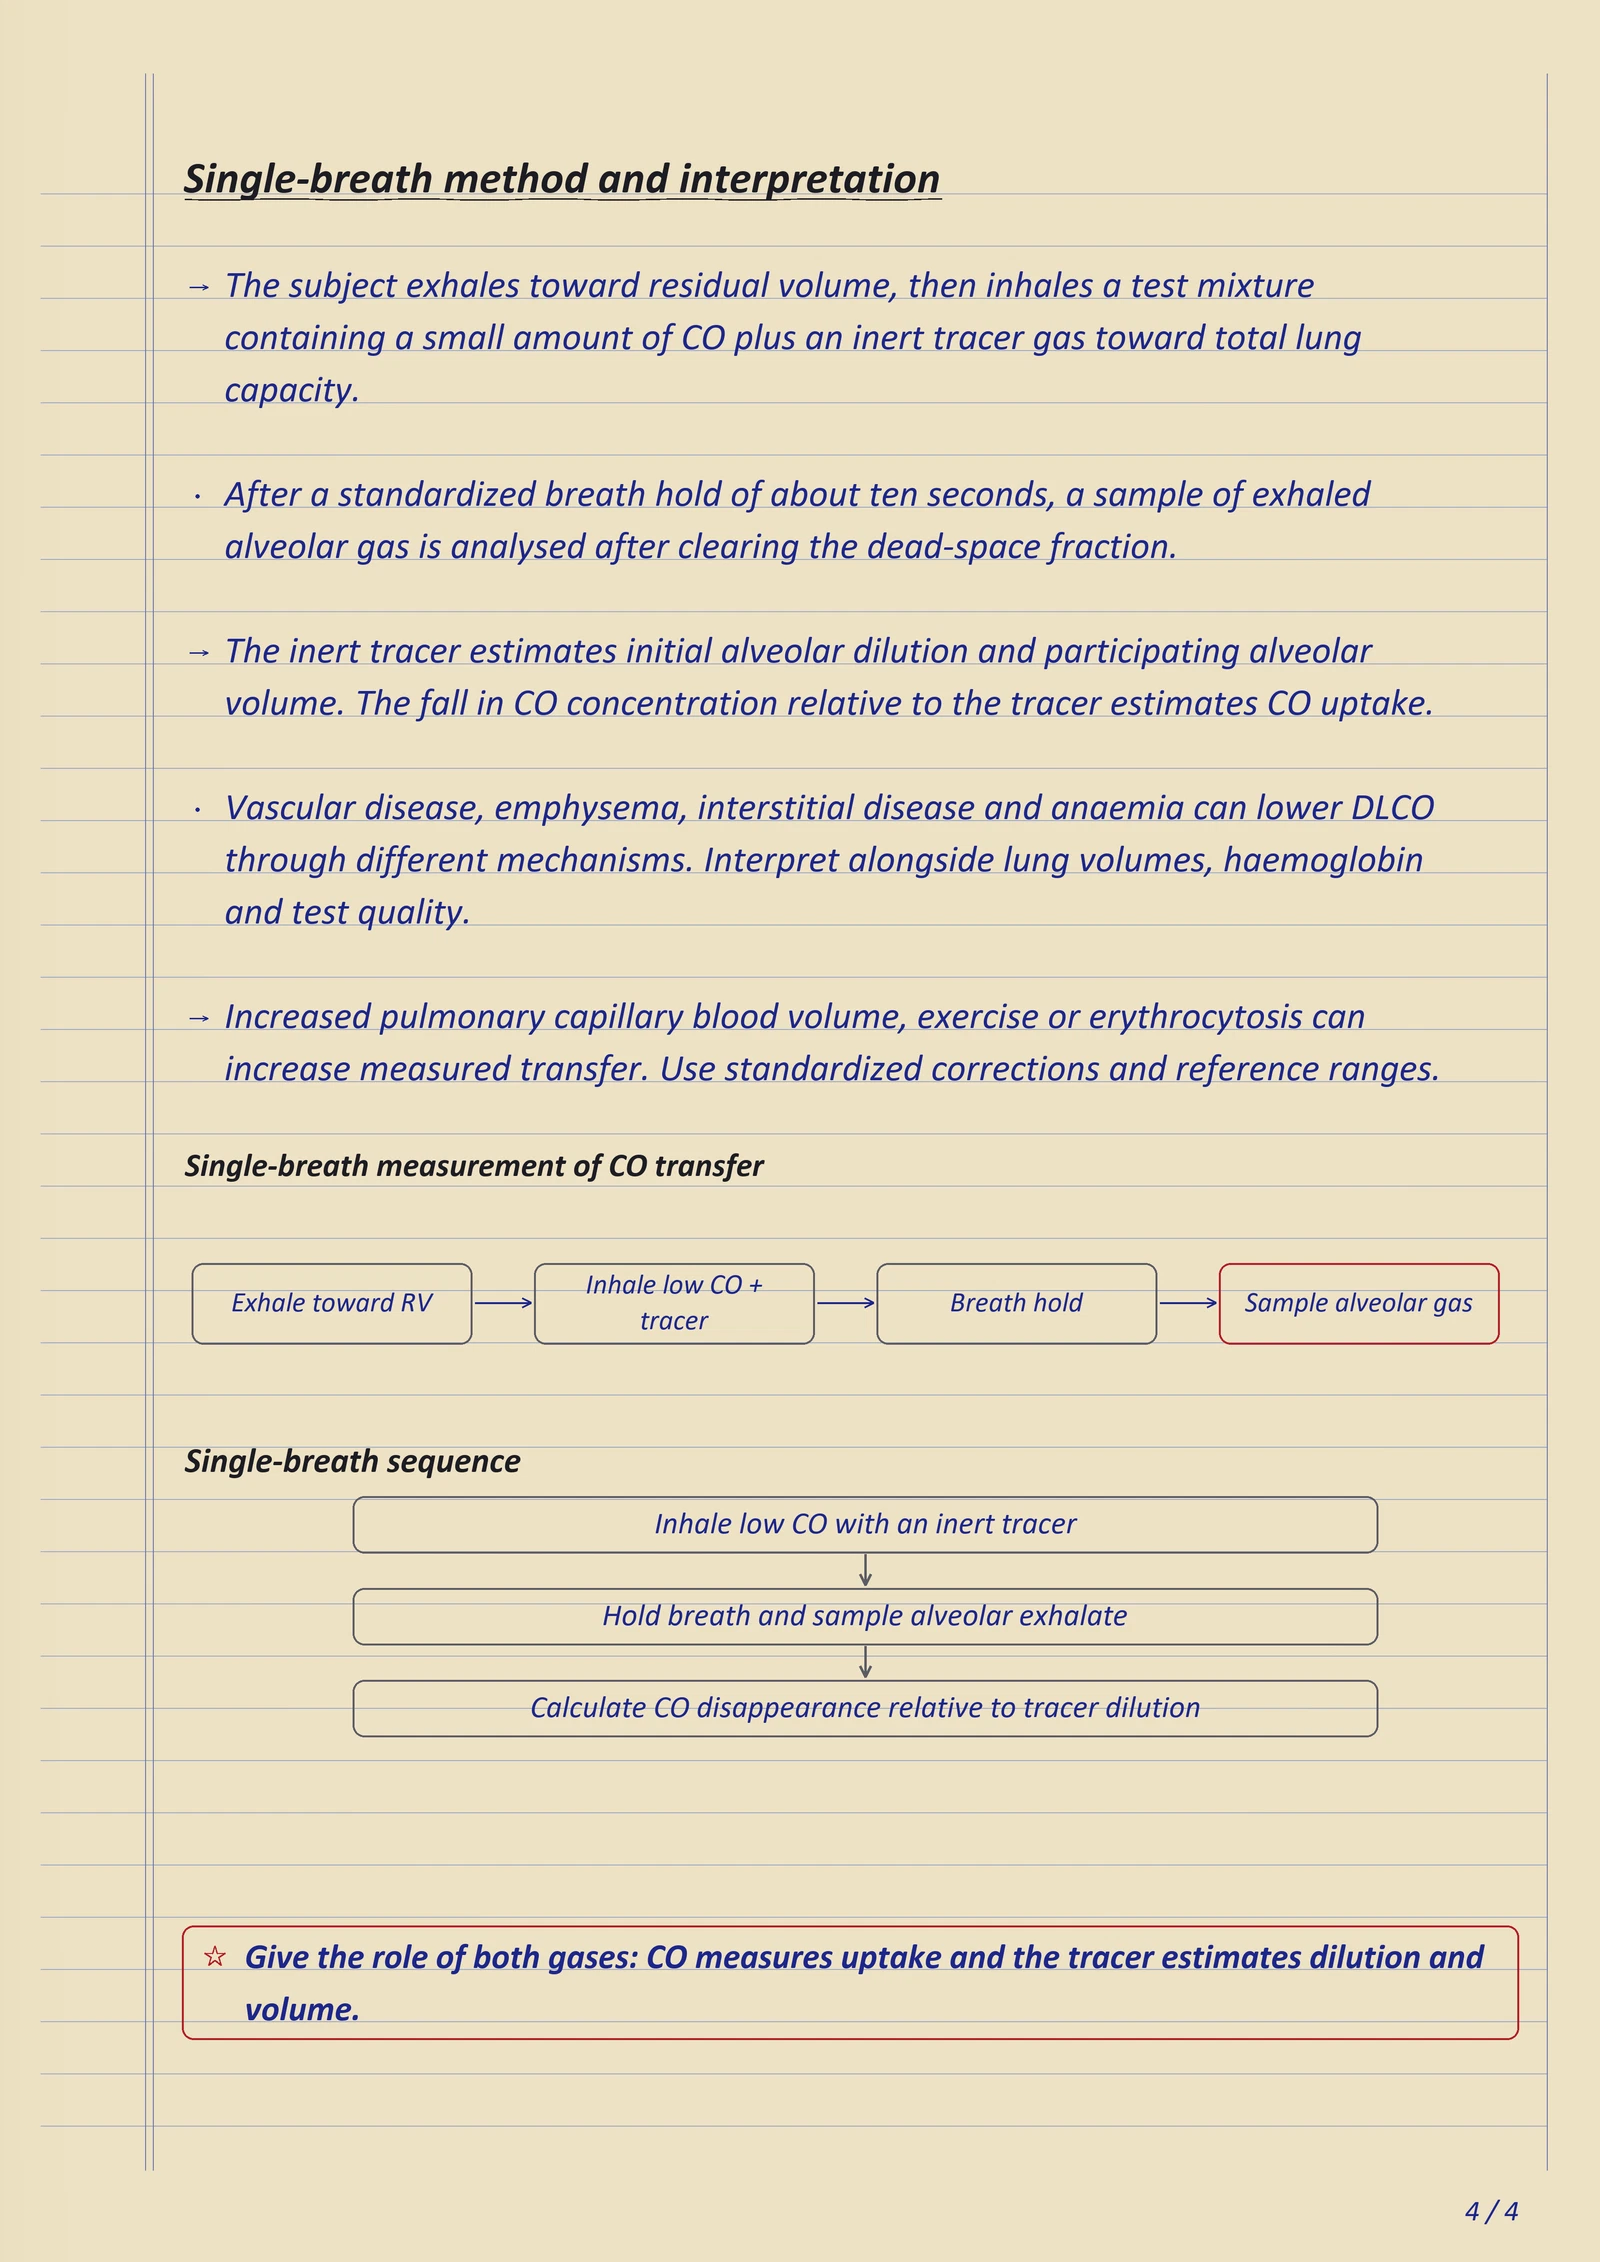 Single-breath method and interpretation
→ The subject exhales toward residual volume, then inhales a test mixture
containing a small amount of CO plus an inert tracer gas toward total lung
capacity.
· After a standardized breath hold of about ten seconds, a sample of exhaled
alveolar gas is analysed after clearing the dead-space fraction.
→ The inert tracer estimates initial alveolar dilution and participating alveolar
volume. The fall in CO concentration relative to the tracer estimates CO uptake.
· Vascular disease, emphysema, interstitial disease and anaemia can lower DLCO
through different mechanisms. Interpret alongside lung volumes, haemoglobin
and test quality.
→ Increased pulmonary capillary blood volume, exercise or erythrocytosis can
increase measured transfer. Use standardized corrections and reference ranges.
Single-breath measurement of CO transfer
Exhale toward RV
Inhale low CO +
tracer
Breath hold
Sample alveolar gas
Single-breath sequence
Inhale low CO with an inert tracer
Hold breath and sample alveolar exhalate
Calculate CO disappearance relative to tracer dilution
☆ Give the role of both gases: CO measures uptake and the tracer estimates dilution and
volume.
4 / 4